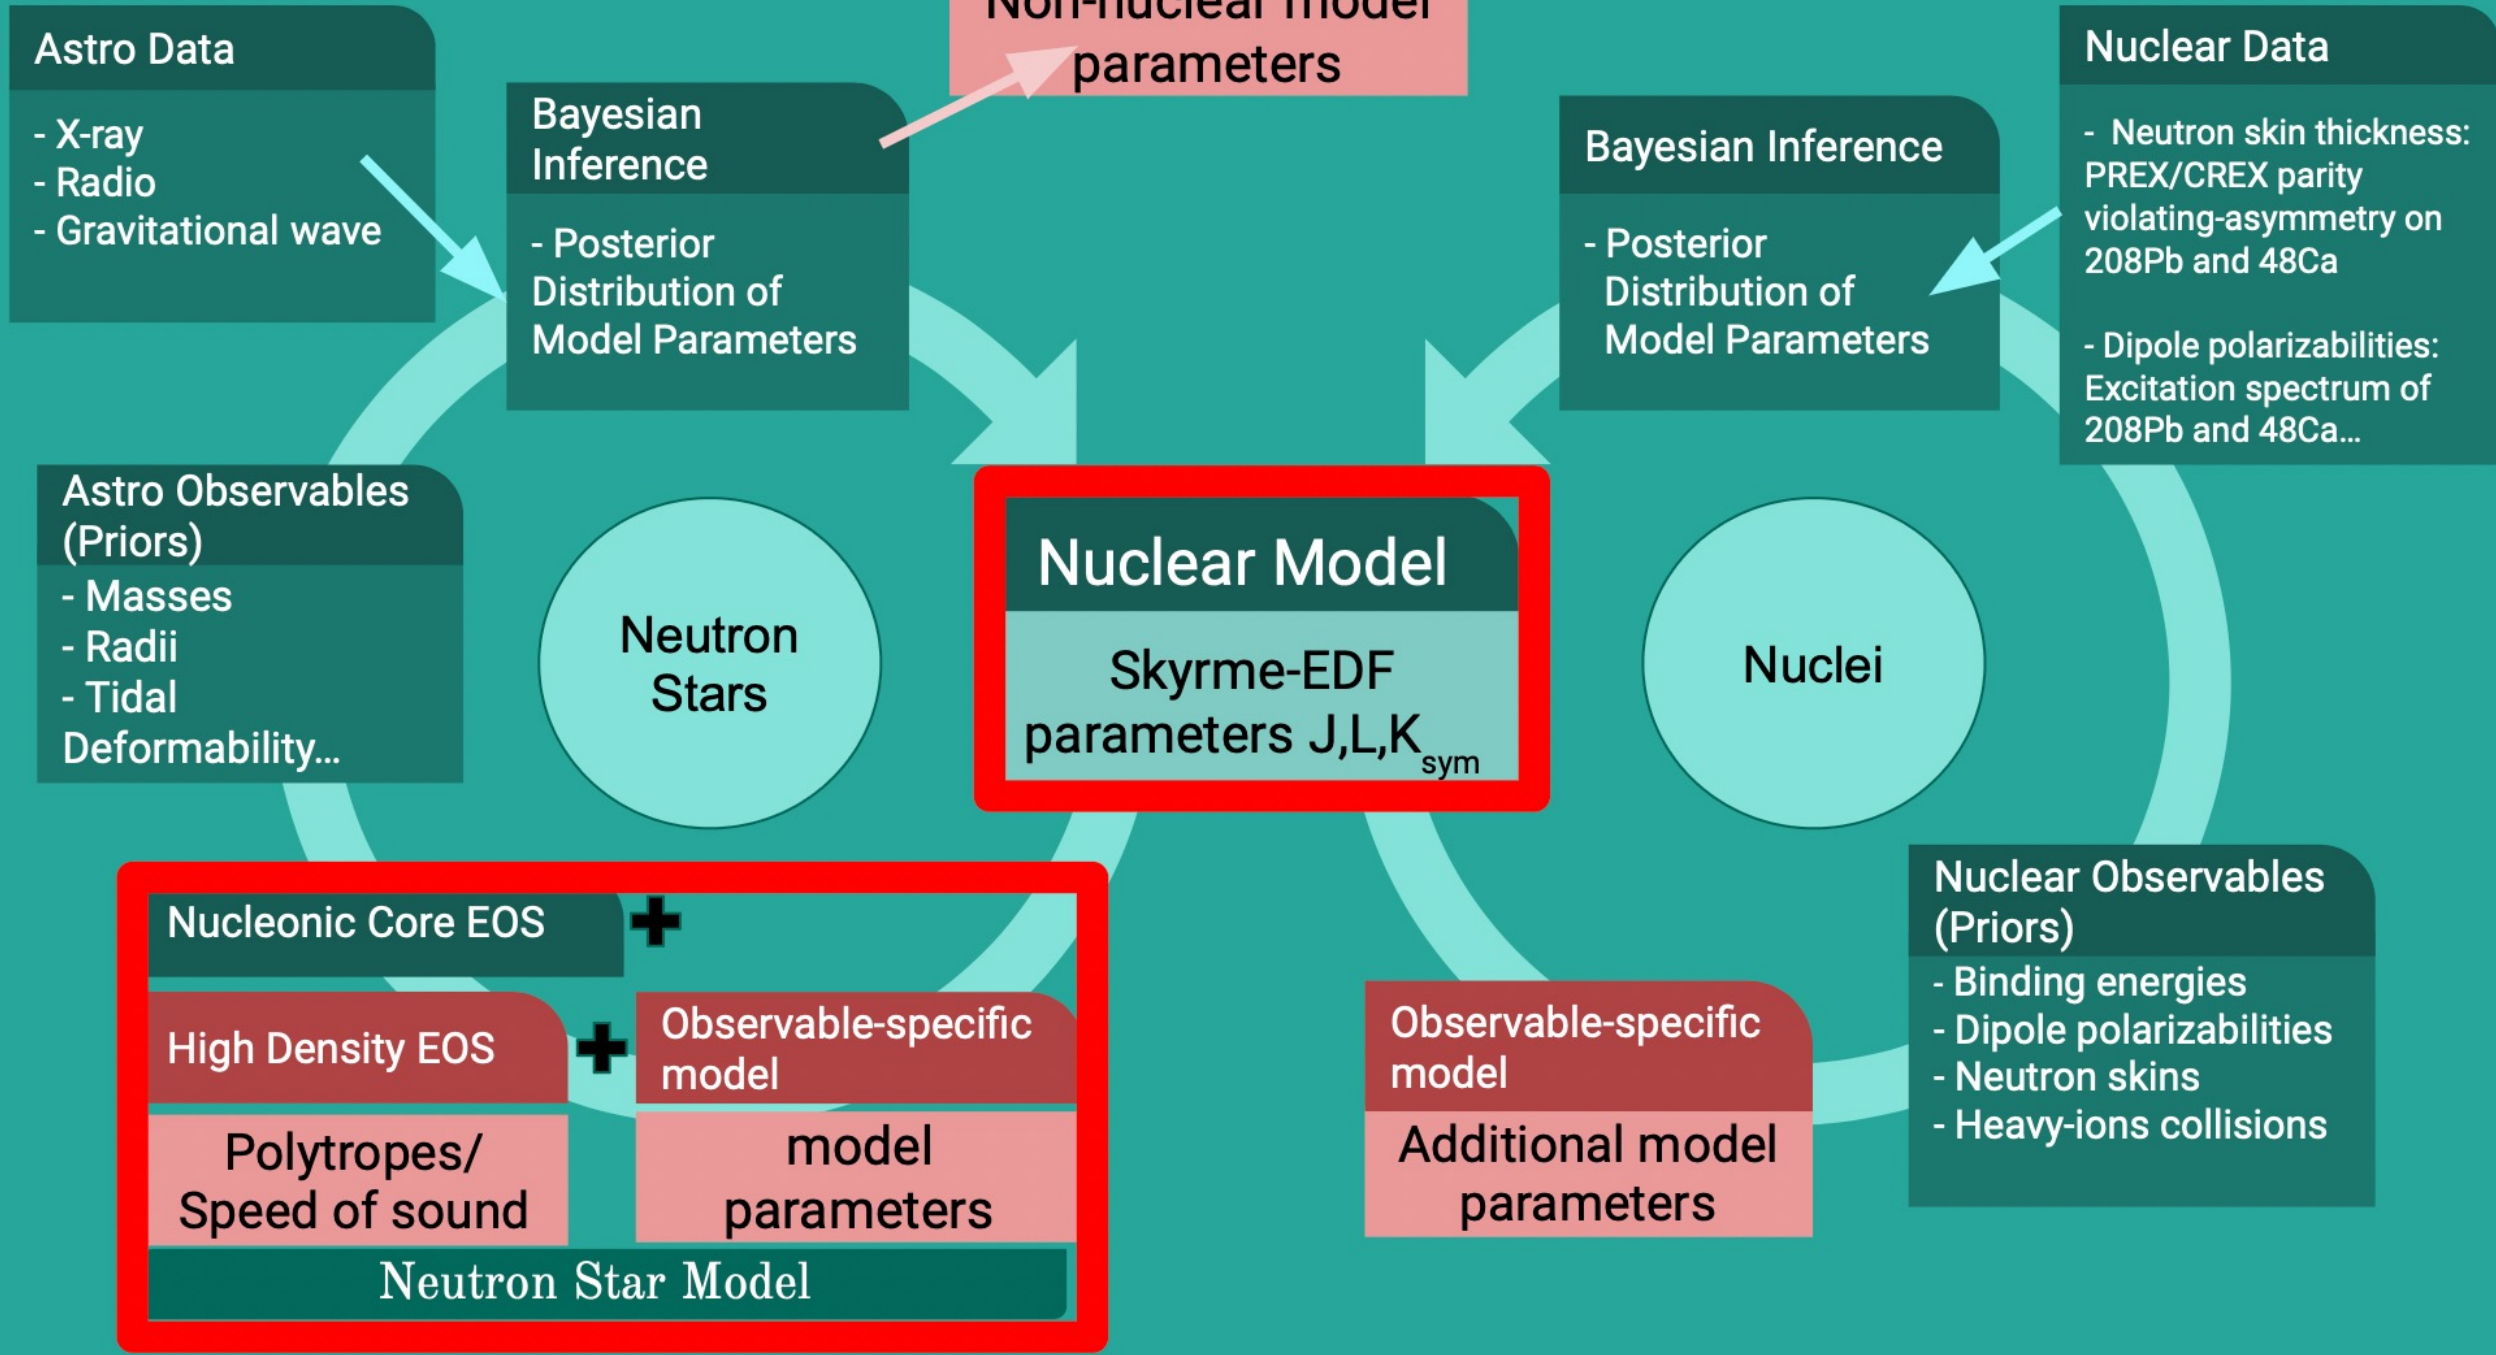 Non-nuclear model
parameters
Astro Data
- X-ray
- Radio
- Gravitational wave
Bayesian
Inference
- Posterior
Distribution of
Model Parameters
Bayesian Inference
- Posterior
Distribution of
Model Parameters
Nuclear Data
- Neutron skin thickness:
PREX/CREX parity
violating-asymmetry on
208Pb and 48Ca
- Dipole polarizabilities:
Excitation spectrum of
208Pb and 48Ca...
Astro Observables
(Priors)
- Masses
- Radii
- Tidal
Deformability...
Neutron
Stars
Nuclear Model
Skyrme-EDF
parameters J,L,Ksym
Nuclei
Nucleonic Core EOS
High Density EOS
Observable-specific
model
Polytropes/
Speed of sound
model
parameters
Neutron Star Model
Observable-specific
model
Additional model
parameters
Nuclear Observables
(Priors)
- Binding energies
- Dipole polarizabilities
- Neutron skins
- Heavy-ions collisions